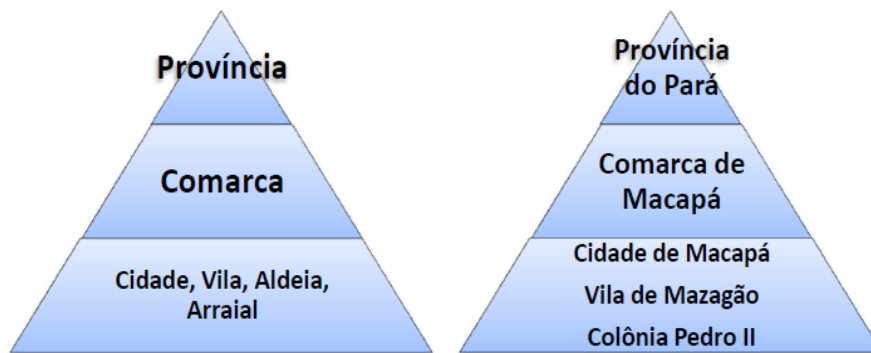 Província
Comarca
Cidade, Vila, Aldeia,
Arraial
Província
do Pará
Comarca de
Macapá
Cidade de Macapá
Vila de Mazagão
Colônia Pedro II